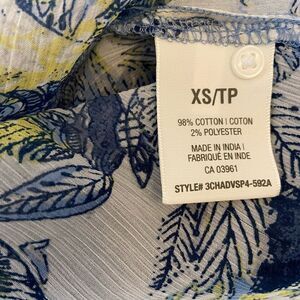 XS/TP
98% COTTON | COTON
2% POLYESTER
MADE IN INDIA |
FABRIQUÉ EN INDE
CA 03961
STYLE# 3CHADVSP4-592A